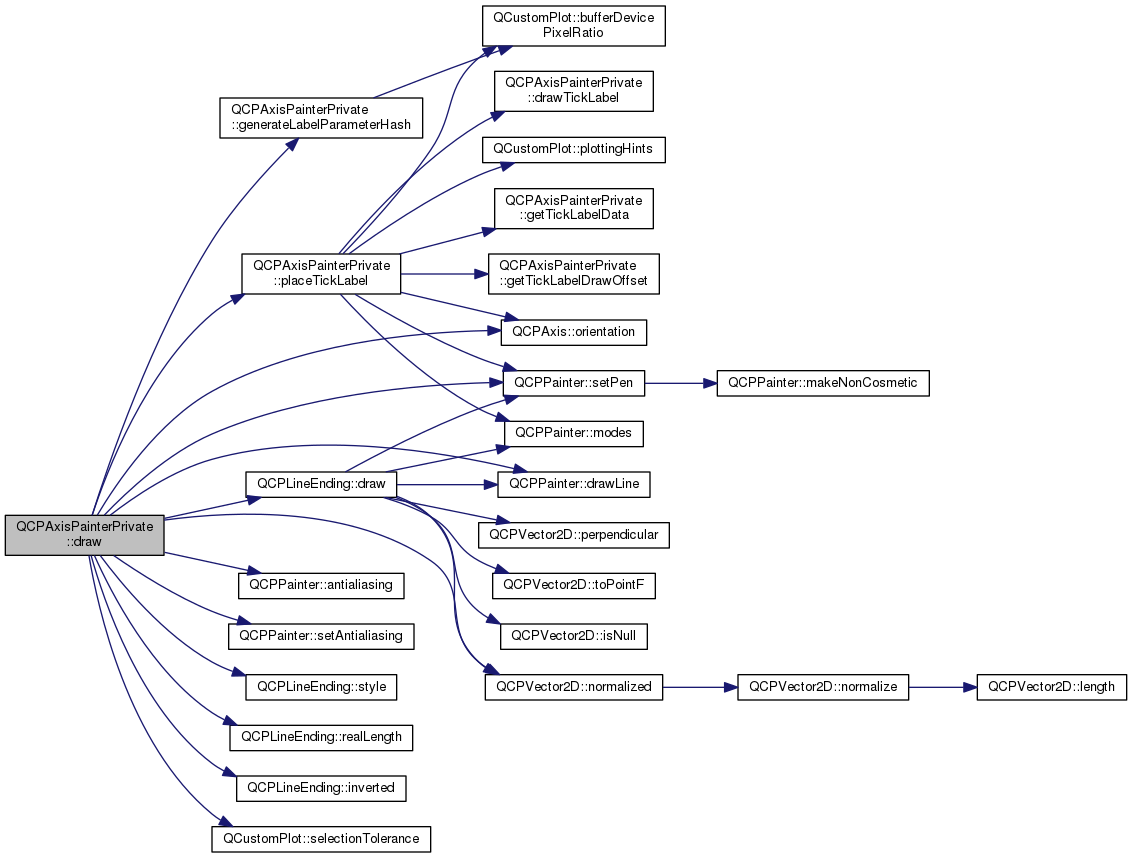 QCustomPlot::bufferDevice
PixelRatio
QCPAxisPainterPrivate
::drawTickLabel
QCPAxisPainterPrivate
::generateLabelParameterHash
QCustomPlot::plottingHints
QCPAxisPainterPrivate
::getTickLabelData
QCPAxisPainterPrivate
::placeTickLabel
QCPAxisPainterPrivate
::getTickLabelDrawOffset
QCPAxis::orientation
QCPPainter::setPen
QCPPainter::makeNonCosmetic
QCPPainter::modes
QCPLineEnding::draw
QCPPainter::drawLine
QCPAxisPainterPrivate
::draw
QCPVector2D::perpendicular
QCPPainter::antialiasing
QCPVector2D::toPointF
QCPPainter::setAntialiasing
QCPVector2D::isNull
QCPLineEnding::style
QCPVector2D::normalized
QCPVector2D::normalize
QCPVector2D::length
QCPLineEnding::realLength
QCPLineEnding::inverted
QCustomPlot::selectionTolerance